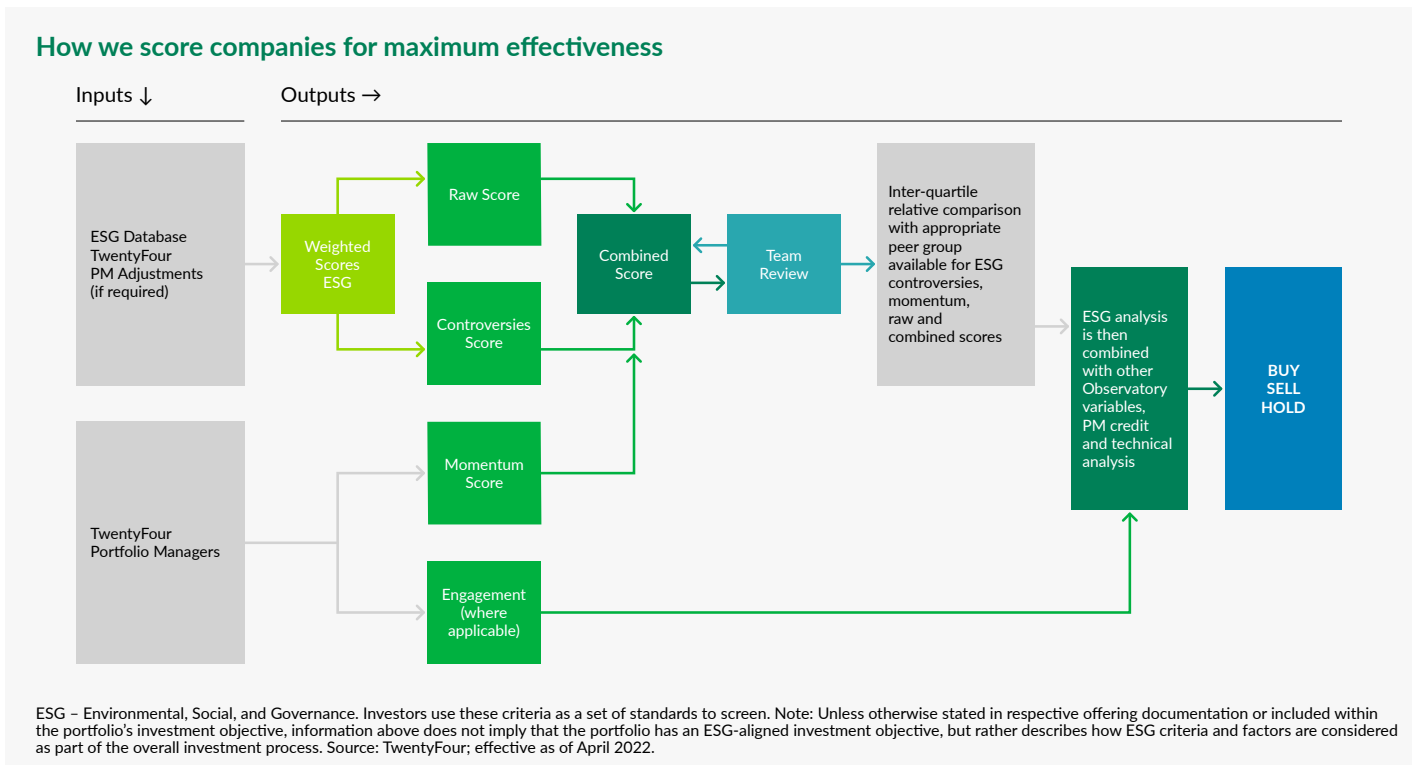 How we score companies for maximum effectiveness
Inputs ↓
Outputs →
ESG Database
TwentyFour
PM Adjustments
(if required)
Weighted
Scores
ESG
Raw Score
Controversies
Score
Combined
Score
Team
Review
Inter-quartile
relative comparison
with appropriate
peer group
available for ESG
controversies,
momentum,
raw and
combined scores
ESG analysis
is then
combined
with other
Observatory
variables,
PM credit
and technical
analysis
BUY
SELL
HOLD
TwentyFour
Portfolio Managers
Momentum
Score
Engagement
(where
applicable)
ESG – Environmental, Social, and Governance. Investors use these criteria as a set of standards to screen. Note: Unless otherwise stated in respective offering documentation or included within
the portfolio's investment objective, information above does not imply that the portfolio has an ESG-aligned investment objective, but rather describes how ESG criteria and factors are considered
as part of the overall investment process. Source: TwentyFour; effective as of April 2022.